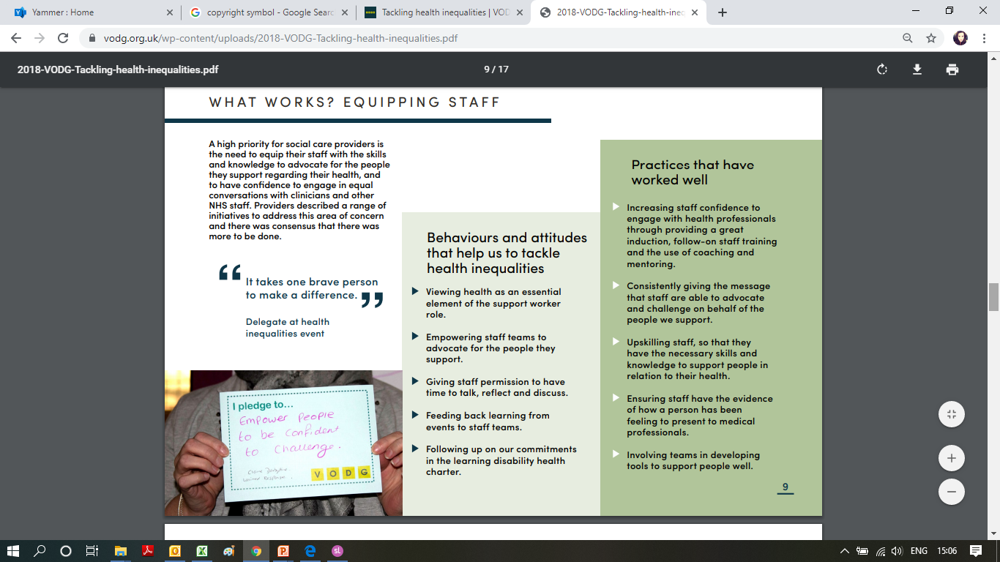 Yammer : Home
copyright symbol - Google Searc
Tackling health inequalities | VOD
2018-VODG-Tackling-health-ineq
vodg.org.uk/wp-content/uploads/2018-VODG-Tackling-health-inequalities.pdf
2018-VODG-Tackling-health-inequalities.pdf
9 / 17
WHAT WORKS? EQUIPPING STAFF
A high priority for social care providers is
the need to equip their staff with the skills
and knowledge to advocate for the people
they support regarding their health, and
to have confidence to engage in equal
conversations with clinicians and other
NHS staff. Providers described a range of
initiatives to address this area of concern
and there was consensus that there was
more to be done.
“ It takes one brave person
to make a difference. ”
Delegate at health
inequalities event
I pledge to...
Empower people
to be confident
to challenge.
V O D G
Behaviours and attitudes
that help us to tackle
health inequalities
Viewing health as an essential
element of the support worker
role.
Empowering staff teams to
advocate for the people they
support.
Giving staff permission to have
time to talk, reflect and discuss.
Feeding back learning from
events to staff teams.
Following up on our commitments
in the learning disability health
charter.
Practices that have
worked well
Increasing staff confidence to
engage with health professionals
through providing a great
induction, follow-on staff training
and the use of coaching and
mentoring.
Consistently giving the message
that staff are able to advocate
and challenge on behalf of the
people we support.
Upskilling staff, so that they
have the necessary skills and
knowledge to support people in
relation to their health.
Ensuring staff have the evidence
of how a person has been
feeling to present to medical
professionals.
Involving teams in developing
tools to support people well.
9
ENG
15:06